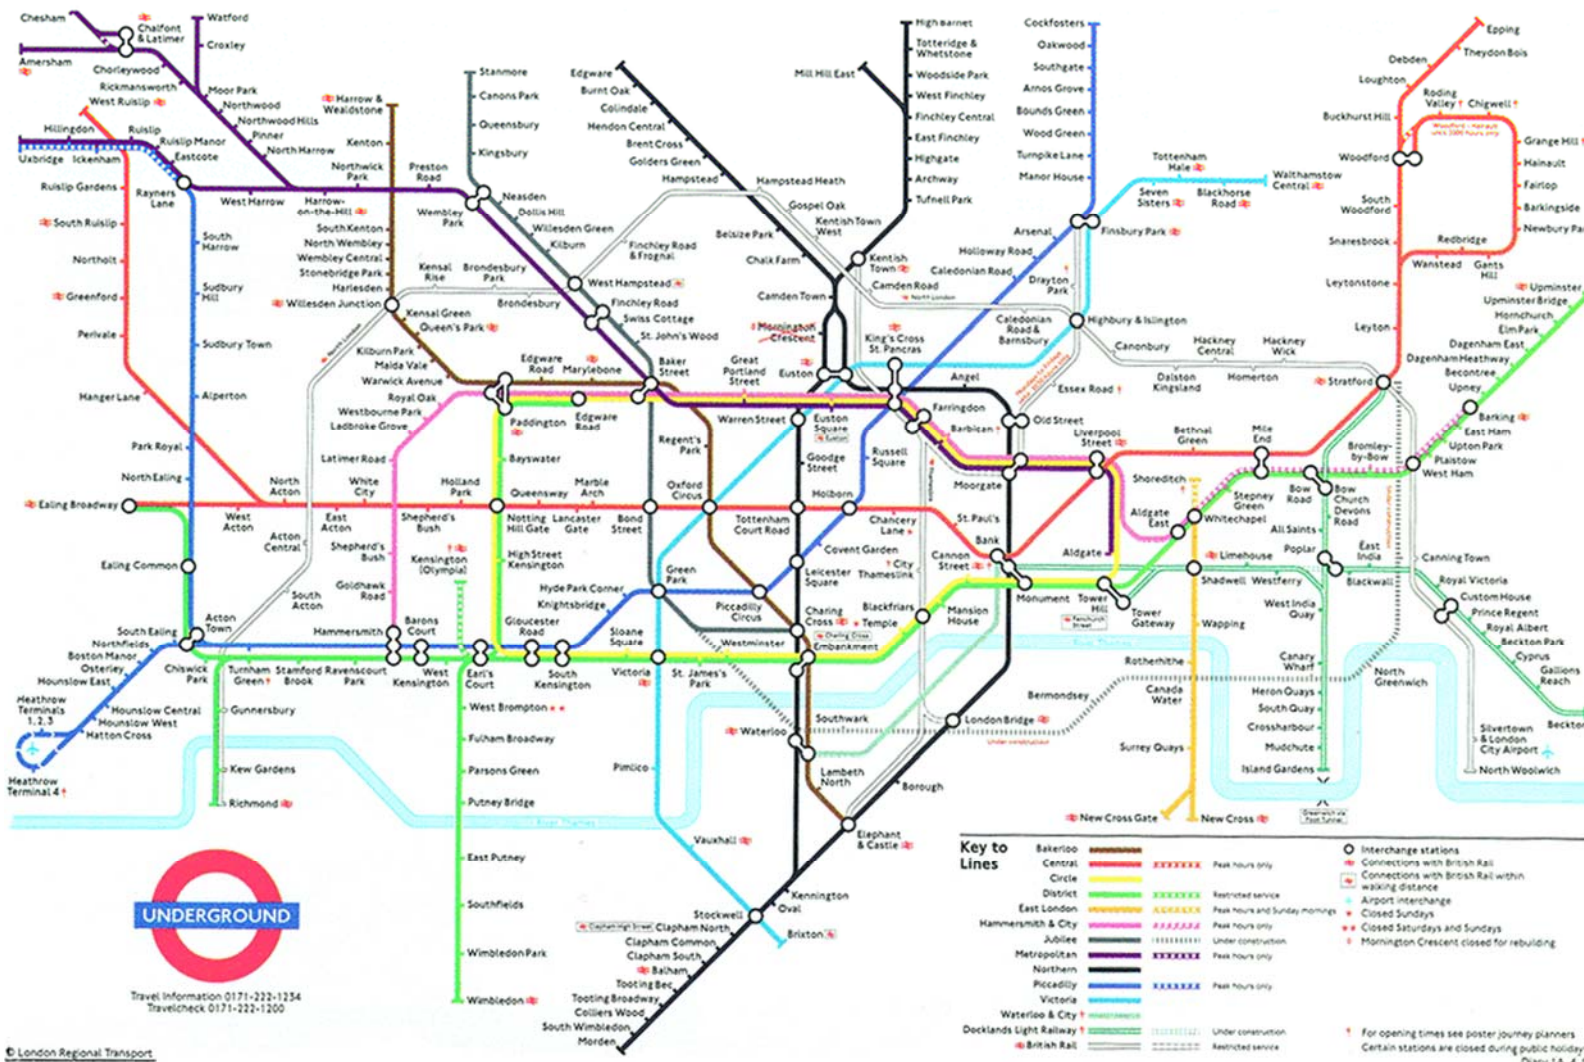 Chesham
Chalfont
& Latimer
Watford
Croxley
Amersham
Chorleywood
Rickmansworth
West Ruislip
Moor Park
Northwood
Northwood Hills
Pinner
North Harrow
Hillingdon
Ruislip
Ruislip Manor
Eastcote
Uxbridge
Ickenham
Rayners
Lane
West Harrow
Harrow-
on-the-Hill
Northwick
Park
Preston
Road
Wembley
Park
Harrow &
Wealdstone
Kenton
South Kenton
North Wembley
Wembley Central
Stonebridge Park
Harlesden
Willesden Junction
Kensal Green
Queen's Park
Kilburn Park
Maida Vale
Warwick Avenue
Royal Oak
Westbourne Park
Ladbroke Grove
Latimer Road
Stanmore
Canons Park
Queensbury
Kingsbury
Neasden
Dollis Hill
Willesden Green
Kilburn
West Hampstead
Finchley Road
Swiss Cottage
St. John's Wood
Finchley Road
& Frognal
Kensal
Rise
Brondesbury
Park
Brondesbury
Edgware
Burnt Oak
Colindale
Hendon Central
Brent Cross
Golders Green
Hampstead
Belsize Park
Chalk Farm
Camden Town
Mornington
Crescent
Hampstead Heath
Gospel Oak
Kentish Town
West
Kentish
Town
Camden Road
North London
North London
Mill Hill East
High Barnet
Totteridge &
Whetstone
Woodside Park
West Finchley
Finchley Central
East Finchley
Highgate
Archway
Tufnell Park
Cockfosters
Oakwood
Southgate
Arnos Grove
Bounds Green
Wood Green
Turnpike Lane
Manor House
Arsenal
Holloway Road
Caledonian Road
Finsbury Park
Tottenham
Hale
Seven
Sisters
Blackhorse
Road
Walthamstow
Central
Drayton
Park
Highbury & Islington
Caledonian
Road &
Barnsbury
Canonbury
Hackney
Central
Hackney
Wick
Dalston
Kingsland
Homerton
Essex Road
Epping
Theydon Bois
Debden
Loughton
Roding
Valley
Chigwell
Buckhurst Hill
Grange Hill
Woodford
Hainault
Fairlop
Barkingside
Newbury Pa
South
Woodford
Snaresbrook
Redbridge
Wanstead
Gants
Hill
Leytonstone
Leyton
Stratford
Upminster
Upminster Bridge
Hornchurch
Elm Park
Dagenham East
Dagenham Heathway
Becontree
Upney
Barking
East Ham
Upton Park
Plaistow
West Ham
Bromley-
by-Bow
Bow
Road
Bow
Church
Devons
Road
Mile
End
Stepney
Green
Bethnal
Green
Shoreditch
Whitechapel
Aldgate
East
Aldgate
Liverpool
Street
Moorgate
Old Street
Angel
Farringdon
Barbican
King's Cross
St. Pancras
Euston
Euston
Square
Euston
Great
Portland
Street
Baker
Street
Marylebone
Edgware
Road
Edgware
Road
Paddington
Bayswater
Warren Street
Goodge
Street
Russell
Square
Regent's
Park
South Ruislip
Ruislip Gardens
Northolt
Greenford
Perivale
Hanger Lane
South
Harrow
Sudbury
Hill
Sudbury Town
Alperton
Park Royal
North Ealing
Ealing Broadway
West
Acton
North
Acton
East
Acton
White
City
Shepherd's
Bush
Holland
Park
Notting
Hill Gate
Queensway
Lancaster
Gate
Marble
Arch
Bond
Street
Oxford
Circus
Tottenham
Court Road
Holborn
Chancery
Lane
St. Paul's
Bank
Cannon
Street
City
Thameslink
Covent Garden
Leicester
Square
Charing
Cross
Charing Cross
Embankment
Temple
Blackfriars
Mansion
House
Monument
Tower
Hill
Fenchurch
Street
Tower
Gateway
Limehouse
Shadwell
Westferry
All Saints
Poplar
East
India
Blackwall
Canning Town
Royal Victoria
Custom House
Prince Regent
Royal Albert
Beckton Park
Cyprus
Gallions
Reach
Beckton
Ealing Common
Acton
Central
South
Acton
Acton
Town
South Ealing
Northfields
Boston Manor
Osterley
Hounslow East
Hounslow Central
Hounslow West
Hatton Cross
Heathrow
Terminals
1, 2, 3
Heathrow
Terminal 4
Chiswick
Park
Turnham
Green
Stamford
Brook
Ravenscourt
Park
Hammersmith
Goldhawk
Road
Shepherd's
Bush
Barons
Court
West
Kensington
Kensington
(Olympia)
Earl's
Court
High Street
Kensington
Gloucester
Road
South
Kensington
Sloane
Square
Knightsbridge
Hyde Park Corner
Green
Park
Piccadilly
Circus
Victoria
St. James's
Park
Westminster
Gunnersbury
Kew Gardens
Richmond
West Brompton
Fulham Broadway
Parsons Green
Putney Bridge
East Putney
Southfields
Wimbledon Park
Wimbledon
Pimlico
Vauxhall
Stockwell
Brixton
Waterloo
Southwark
Lambeth
North
Elephant
& Castle
Borough
London Bridge
Bermondsey
Under construction
Kennington
Oval
Clapham High Street
Clapham North
Clapham Common
Clapham South
Balham
Tooting Bec
Tooting Broadway
Colliers Wood
South Wimbledon
Morden
Wapping
Rotherhithe
Canada
Water
Surrey Quays
New Cross Gate
New Cross
West India
Quay
Canary
Wharf
Heron Quays
South Quay
Crossharbour
Mudchute
Island Gardens
Greenwich via
Foot Tunnel
North
Greenwich
Silvertown
& London
City Airport
North Woolwich
River Thames
River Thames
UNDERGROUND
Travel Information 0171-222-1234
Travelcheck 0171-222-1200
© London Regional Transport
Key to
Lines
Bakerloo
Central Peak hours only
Circle
District Restricted service
East London Peak hours and Sunday mornings
Hammersmith & City Peak hours only
Jubilee Under construction
Metropolitan Peak hours only
Northern
Piccadilly Peak hours only
Victoria
Waterloo & City
Docklands Light Railway Under construction
British Rail Restricted service
Interchange stations
Connections with British Rail
Connections with British Rail within
walking distance
Airport interchange
Closed Sundays
Closed Saturdays and Sundays
Mornington Crescent closed for rebuilding
For opening times see poster journey planners
Certain stations are closed during public holiday